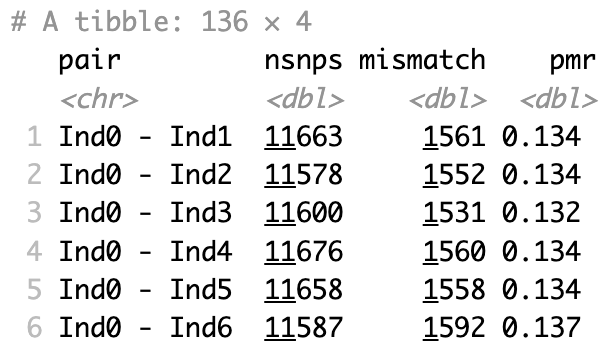 # A tibble: 136 × 4
pair nsnps mismatch pmr
<chr> <dbl> <dbl> <dbl>
1 Ind0 - Ind1 11663 1561 0.134
2 Ind0 - Ind2 11578 1552 0.134
3 Ind0 - Ind3 11600 1531 0.132
4 Ind0 - Ind4 11676 1560 0.134
5 Ind0 - Ind5 11658 1558 0.134
6 Ind0 - Ind6 11587 1592 0.137